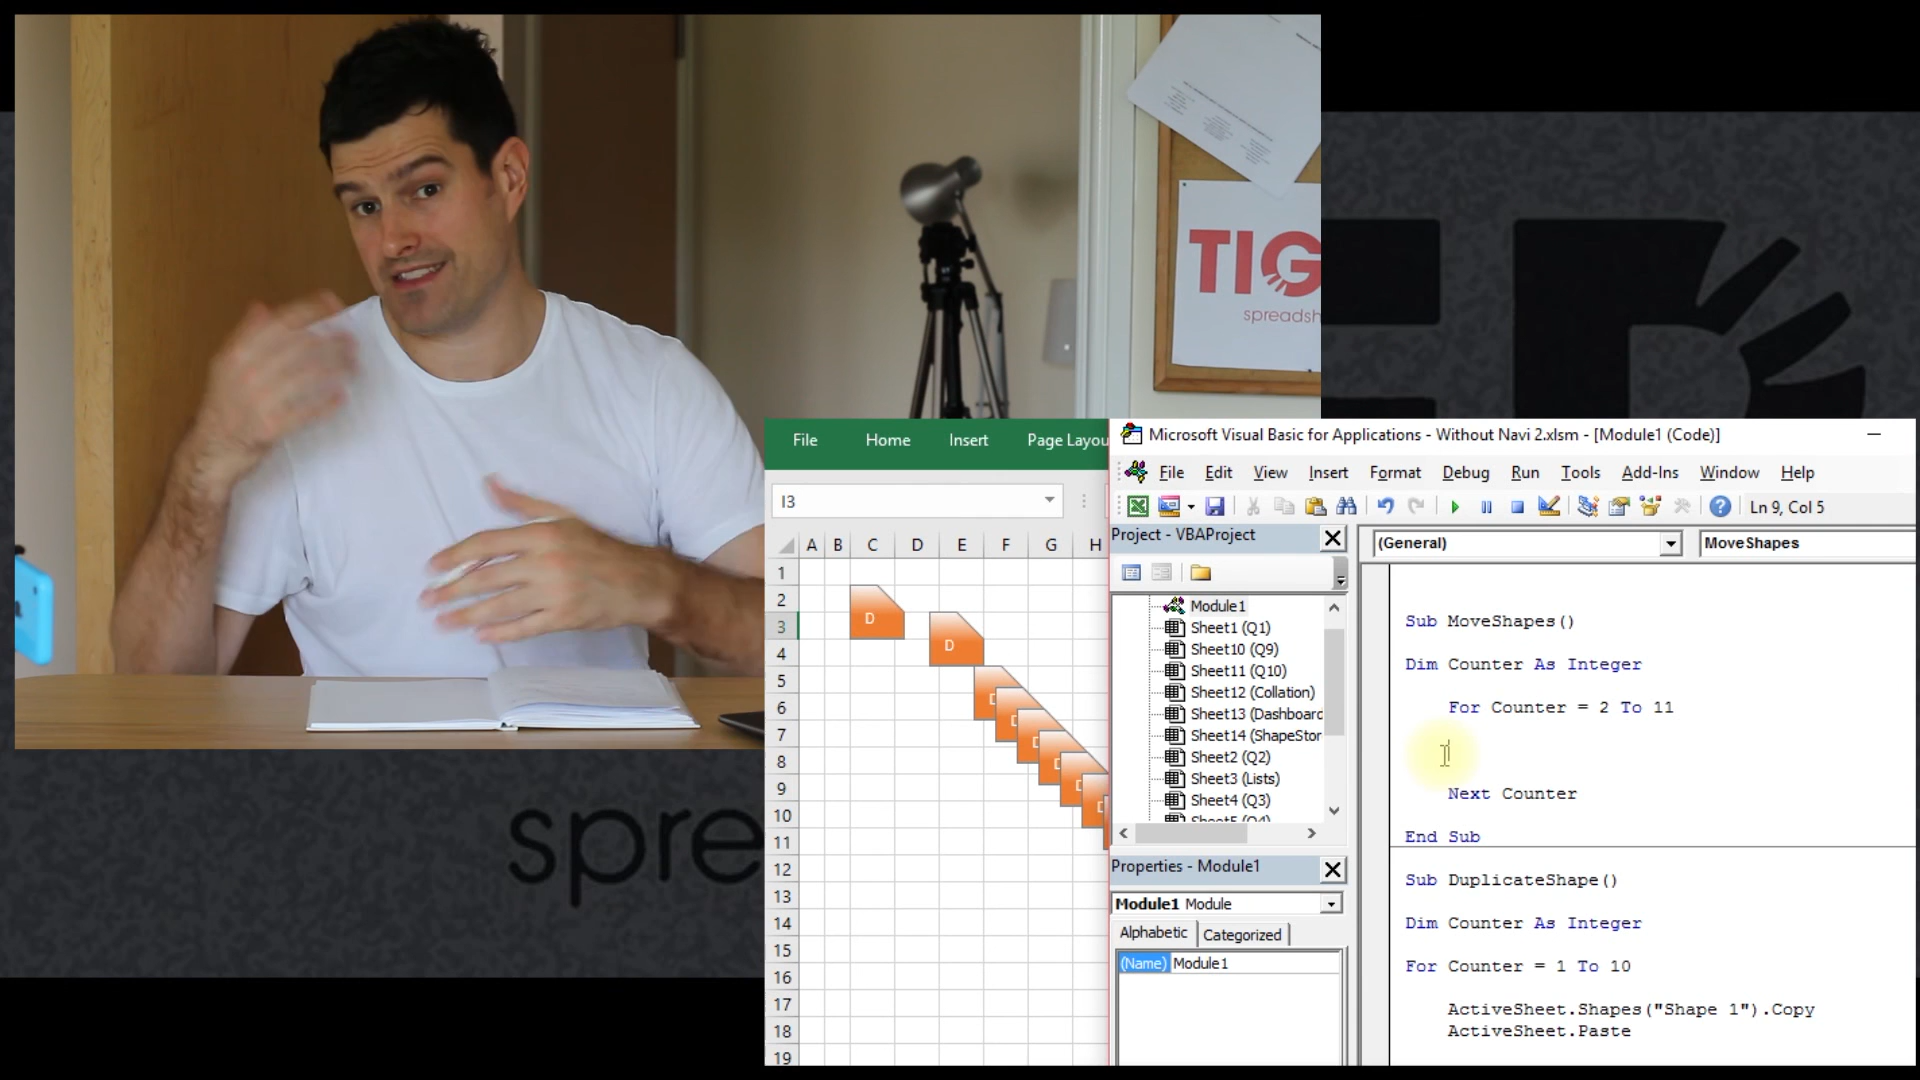 TIG
spreadsh
spre
File Home Insert Page Layou
I3
A B C D E F G H
1
2
3
4
5
6
7
8
9
10
11
12
13
14
15
16
17
18
19
D
D
D
D
D
D
D
D
Microsoft Visual Basic for Applications - Without Navi 2.xlsm - [Module1 (Code)]
File Edit View Insert Format Debug Run Tools Add-Ins Window Help
Ln 9, Col 5
Project - VBAProject
Module1
Sheet1 (Q1)
Sheet10 (Q9)
Sheet11 (Q10)
Sheet12 (Collation)
Sheet13 (Dashboard
Sheet14 (ShapeStor
Sheet2 (Q2)
Sheet3 (Lists)
Sheet4 (Q3)
Sheet5 (Q4)
Properties - Module1
Module1 Module
Alphabetic Categorized
(Name) Module1
(General)
MoveShapes
Sub MoveShapes()
Dim Counter As Integer
For Counter = 2 To 11
Next Counter
End Sub
Sub DuplicateShape()
Dim Counter As Integer
For Counter = 1 To 10
ActiveSheet.Shapes("Shape 1").Copy
ActiveSheet.Paste